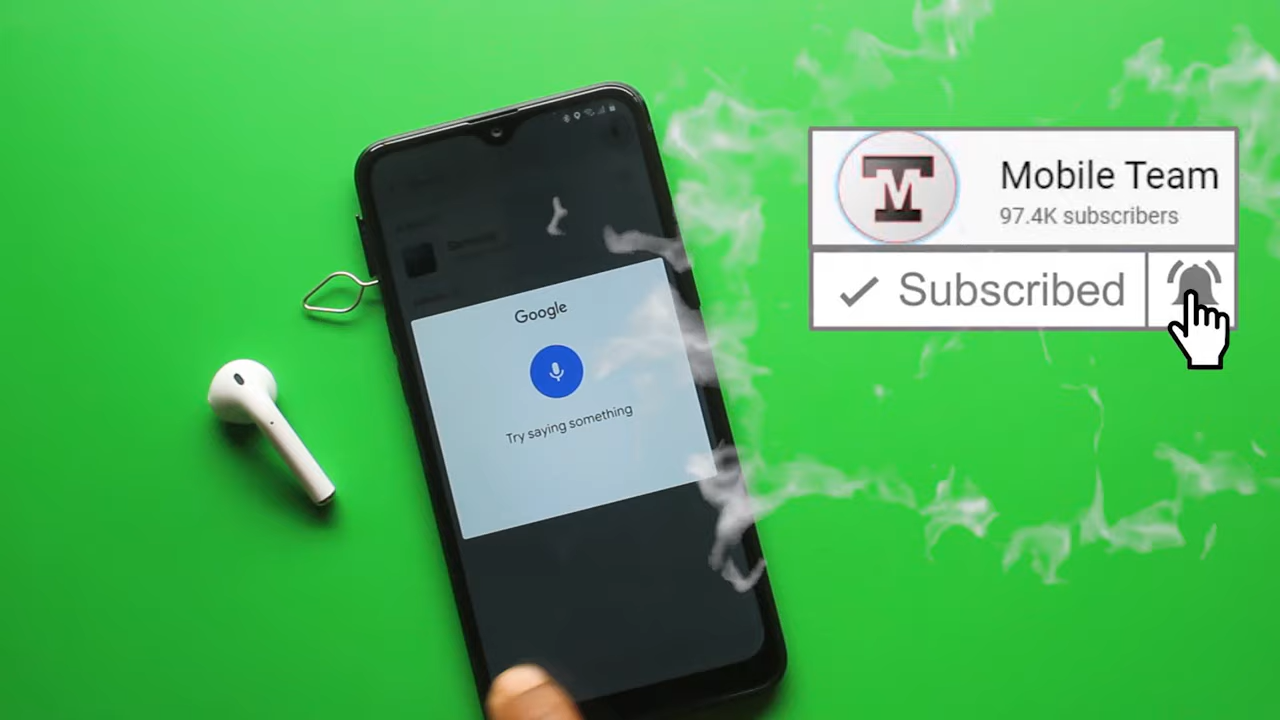 Google
Try saying something
Mobile Team
97.4K subscribers
Subscribed